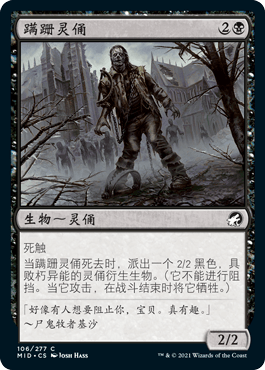 蹒跚灵俑 2
生物～灵俑
死触
当蹒跚灵俑死去时，派出一个 2/2 黑色，具
败朽异能的灵俑衍生生物。（它不能进行阻
挡。当它攻击，在战斗结束时将它牺牲。）
「好像有人想要阻止你，宝贝。真有趣。」
～尸鬼牧者基沙
2/2
106/277 C
MID • CS Josh Hass
™ & © 2021 Wizards of the Coast